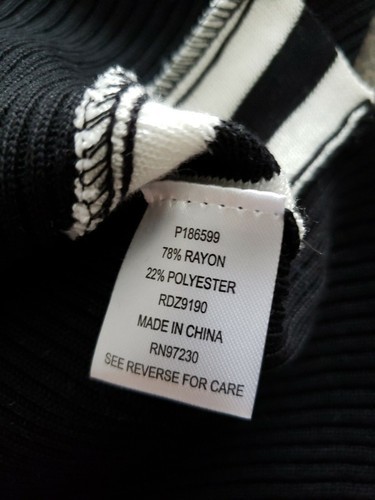 P186599
78% RAYON
22% POLYESTER
RDZ9190
MADE IN CHINA
RN97230
SEE REVERSE FOR CARE